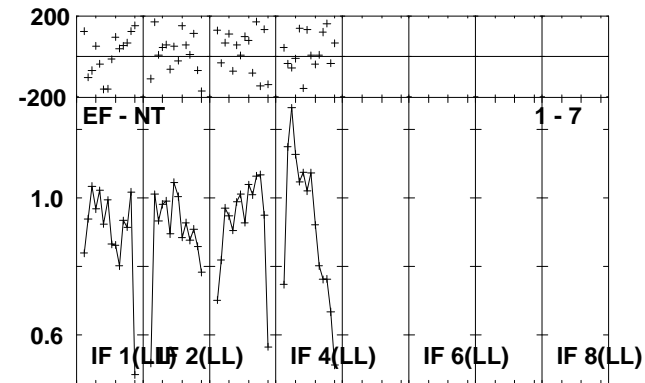 200
-200
EF - NT 1 - 7
1.0
0.6
IF 1(LL) IF 2(LL) IF 4(LL) IF 6(LL) IF 8(LL)